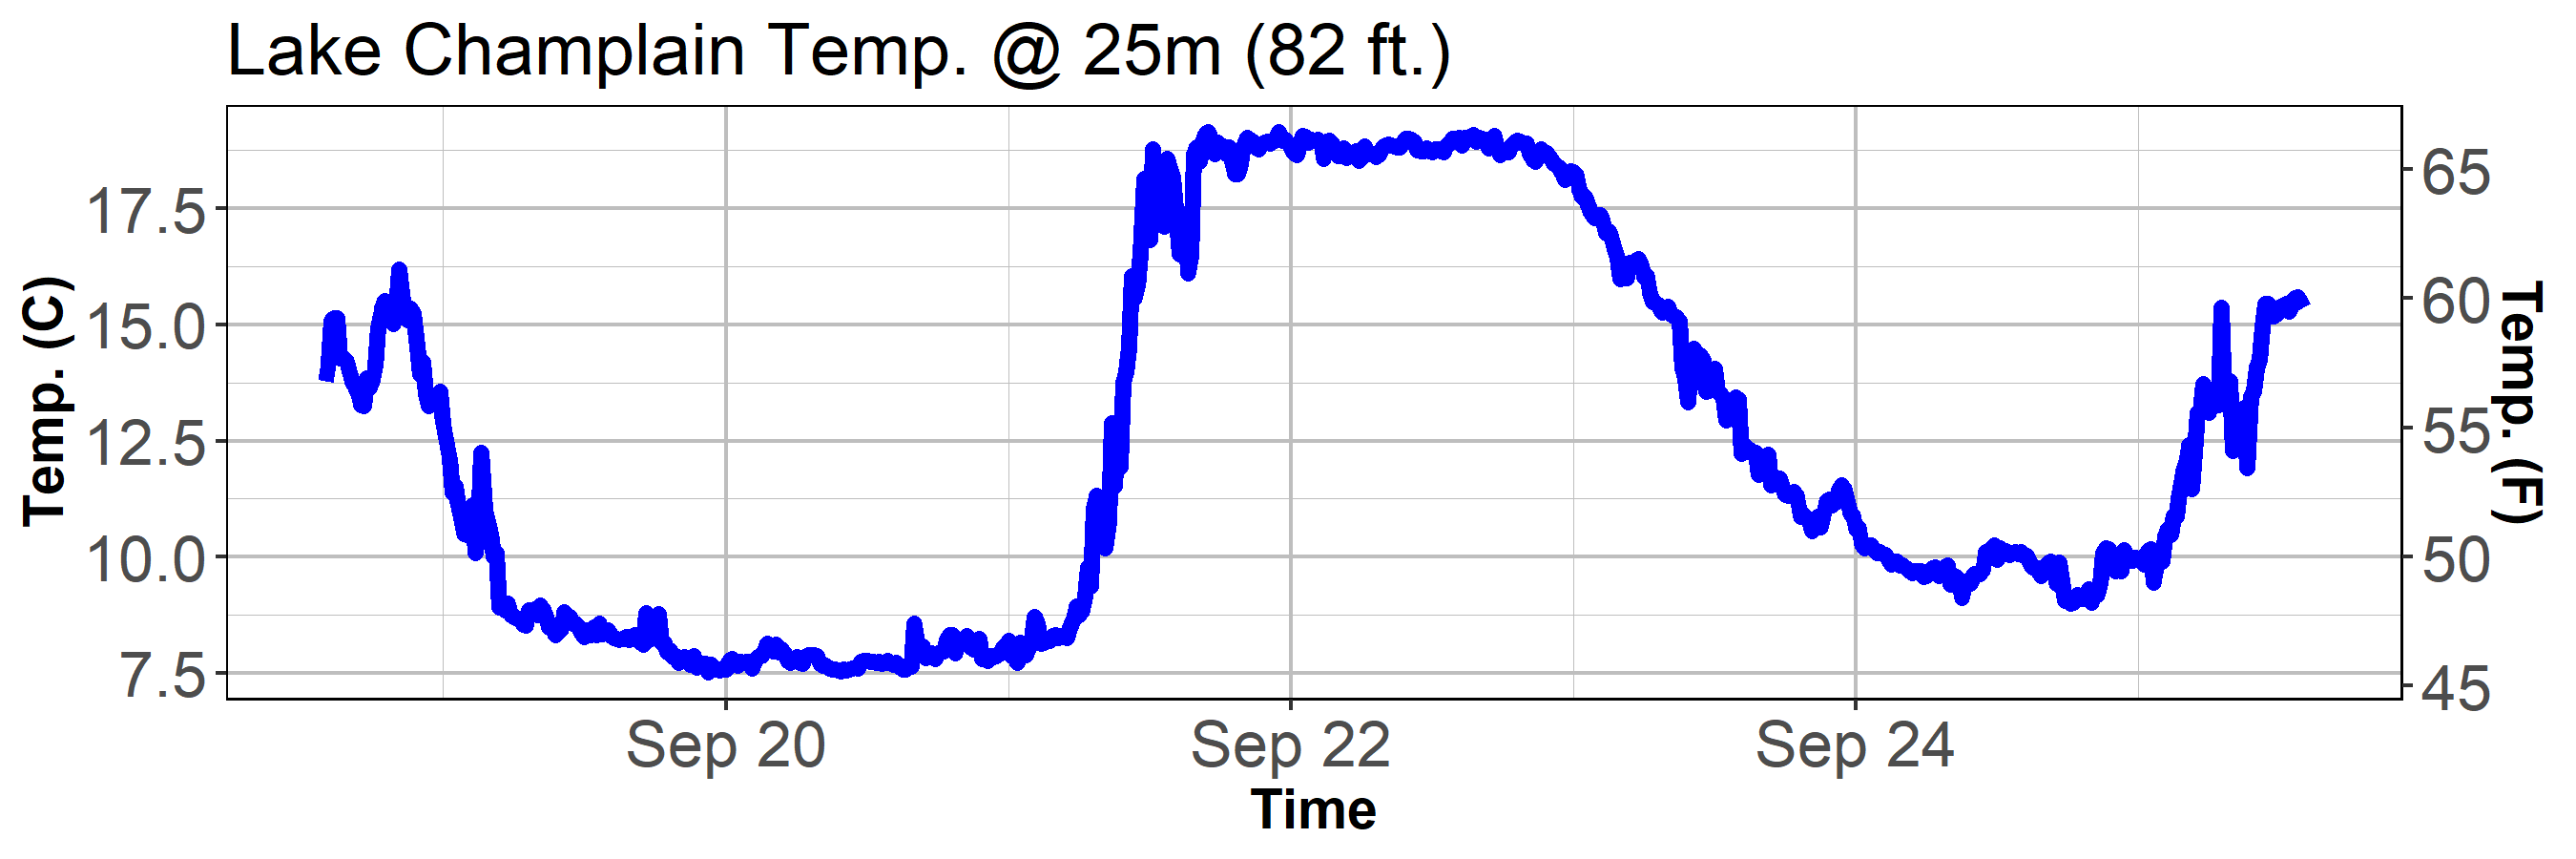 Lake Champlain Temp. @ 25m (82 ft.)
Temp. (C)
17.5
15.0
12.5
10.0
7.5
65
60
55
50
45
Temp. (F)
Sep 20
Sep 22
Sep 24
Time